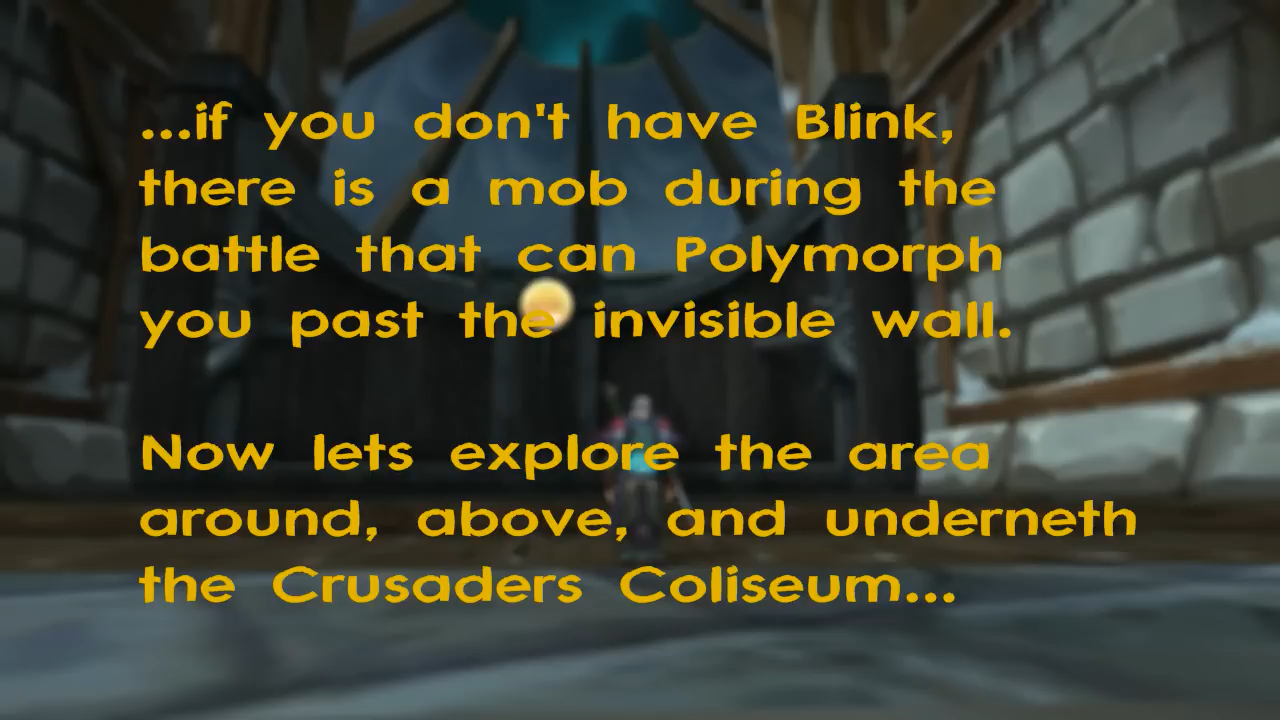 ...if you don't have Blink,
there is a mob during the
battle that can Polymorph
you past the invisible wall.
Now lets explore the area
around, above, and underneth
the Crusaders Coliseum...